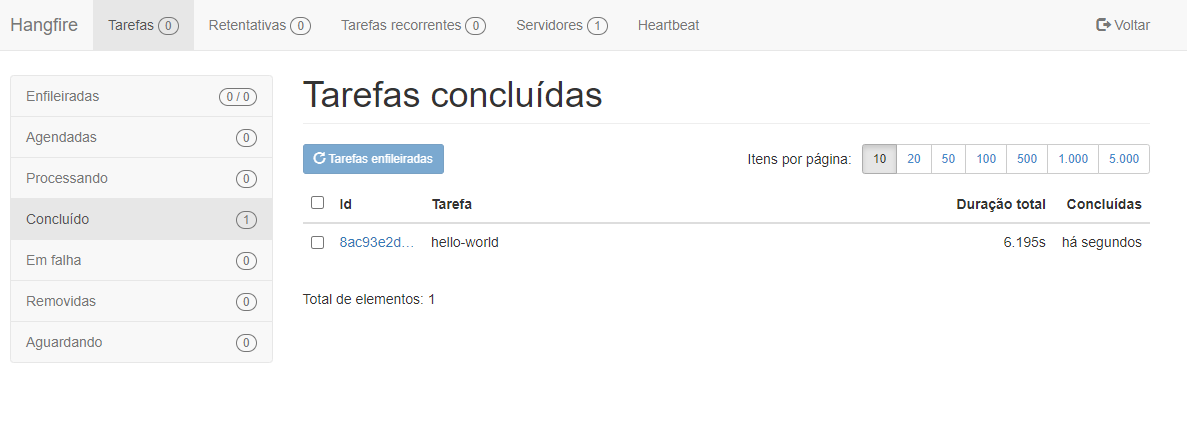 Hangfire Tarefas 0 Retentativas 0 Tarefas recorrentes 0 Servidores 1 Heartbeat Voltar
Enfileiradas 0 / 0
Agendadas 0
Processando 0
Concluído 1
Em falha 0
Removidas 0
Aguardando 0
Tarefas concluídas
Tarefas enfileiradas Itens por página: 10 20 50 100 500 1.000 5.000
Id Tarefa Duração total Concluídas
8ac93e2d… hello-world 6.195s há segundos
Total de elementos: 1